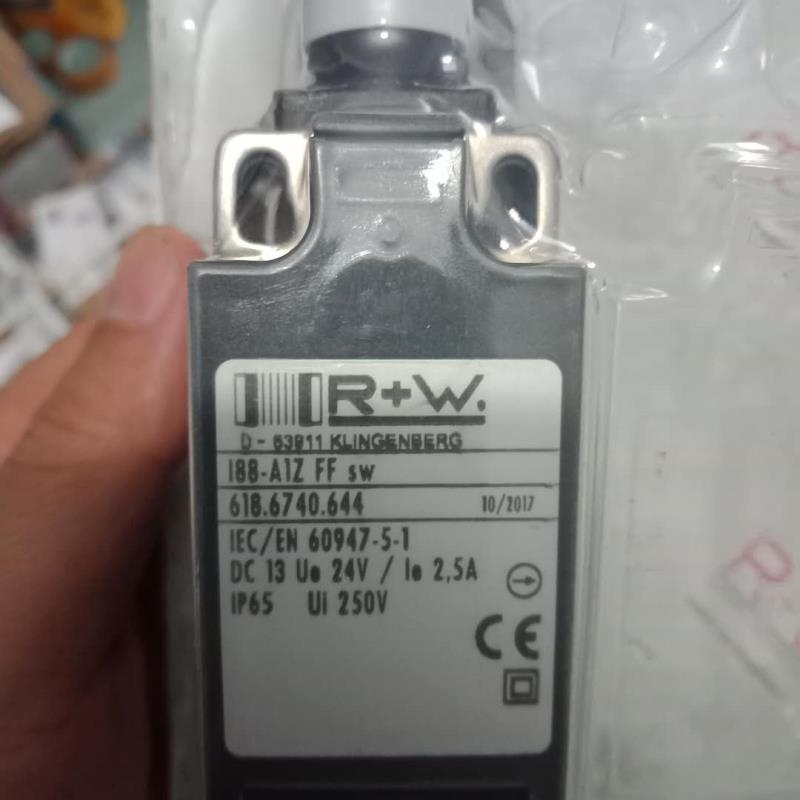 R+W.
D - 63911 KLINGENBERG
I88-A1Z FF sw
618.6740.644 10/2017
IEC/EN 60947-5-1
DC 13 Ue 24V / Ie 2,5A
IP65 Ui 250V
CE